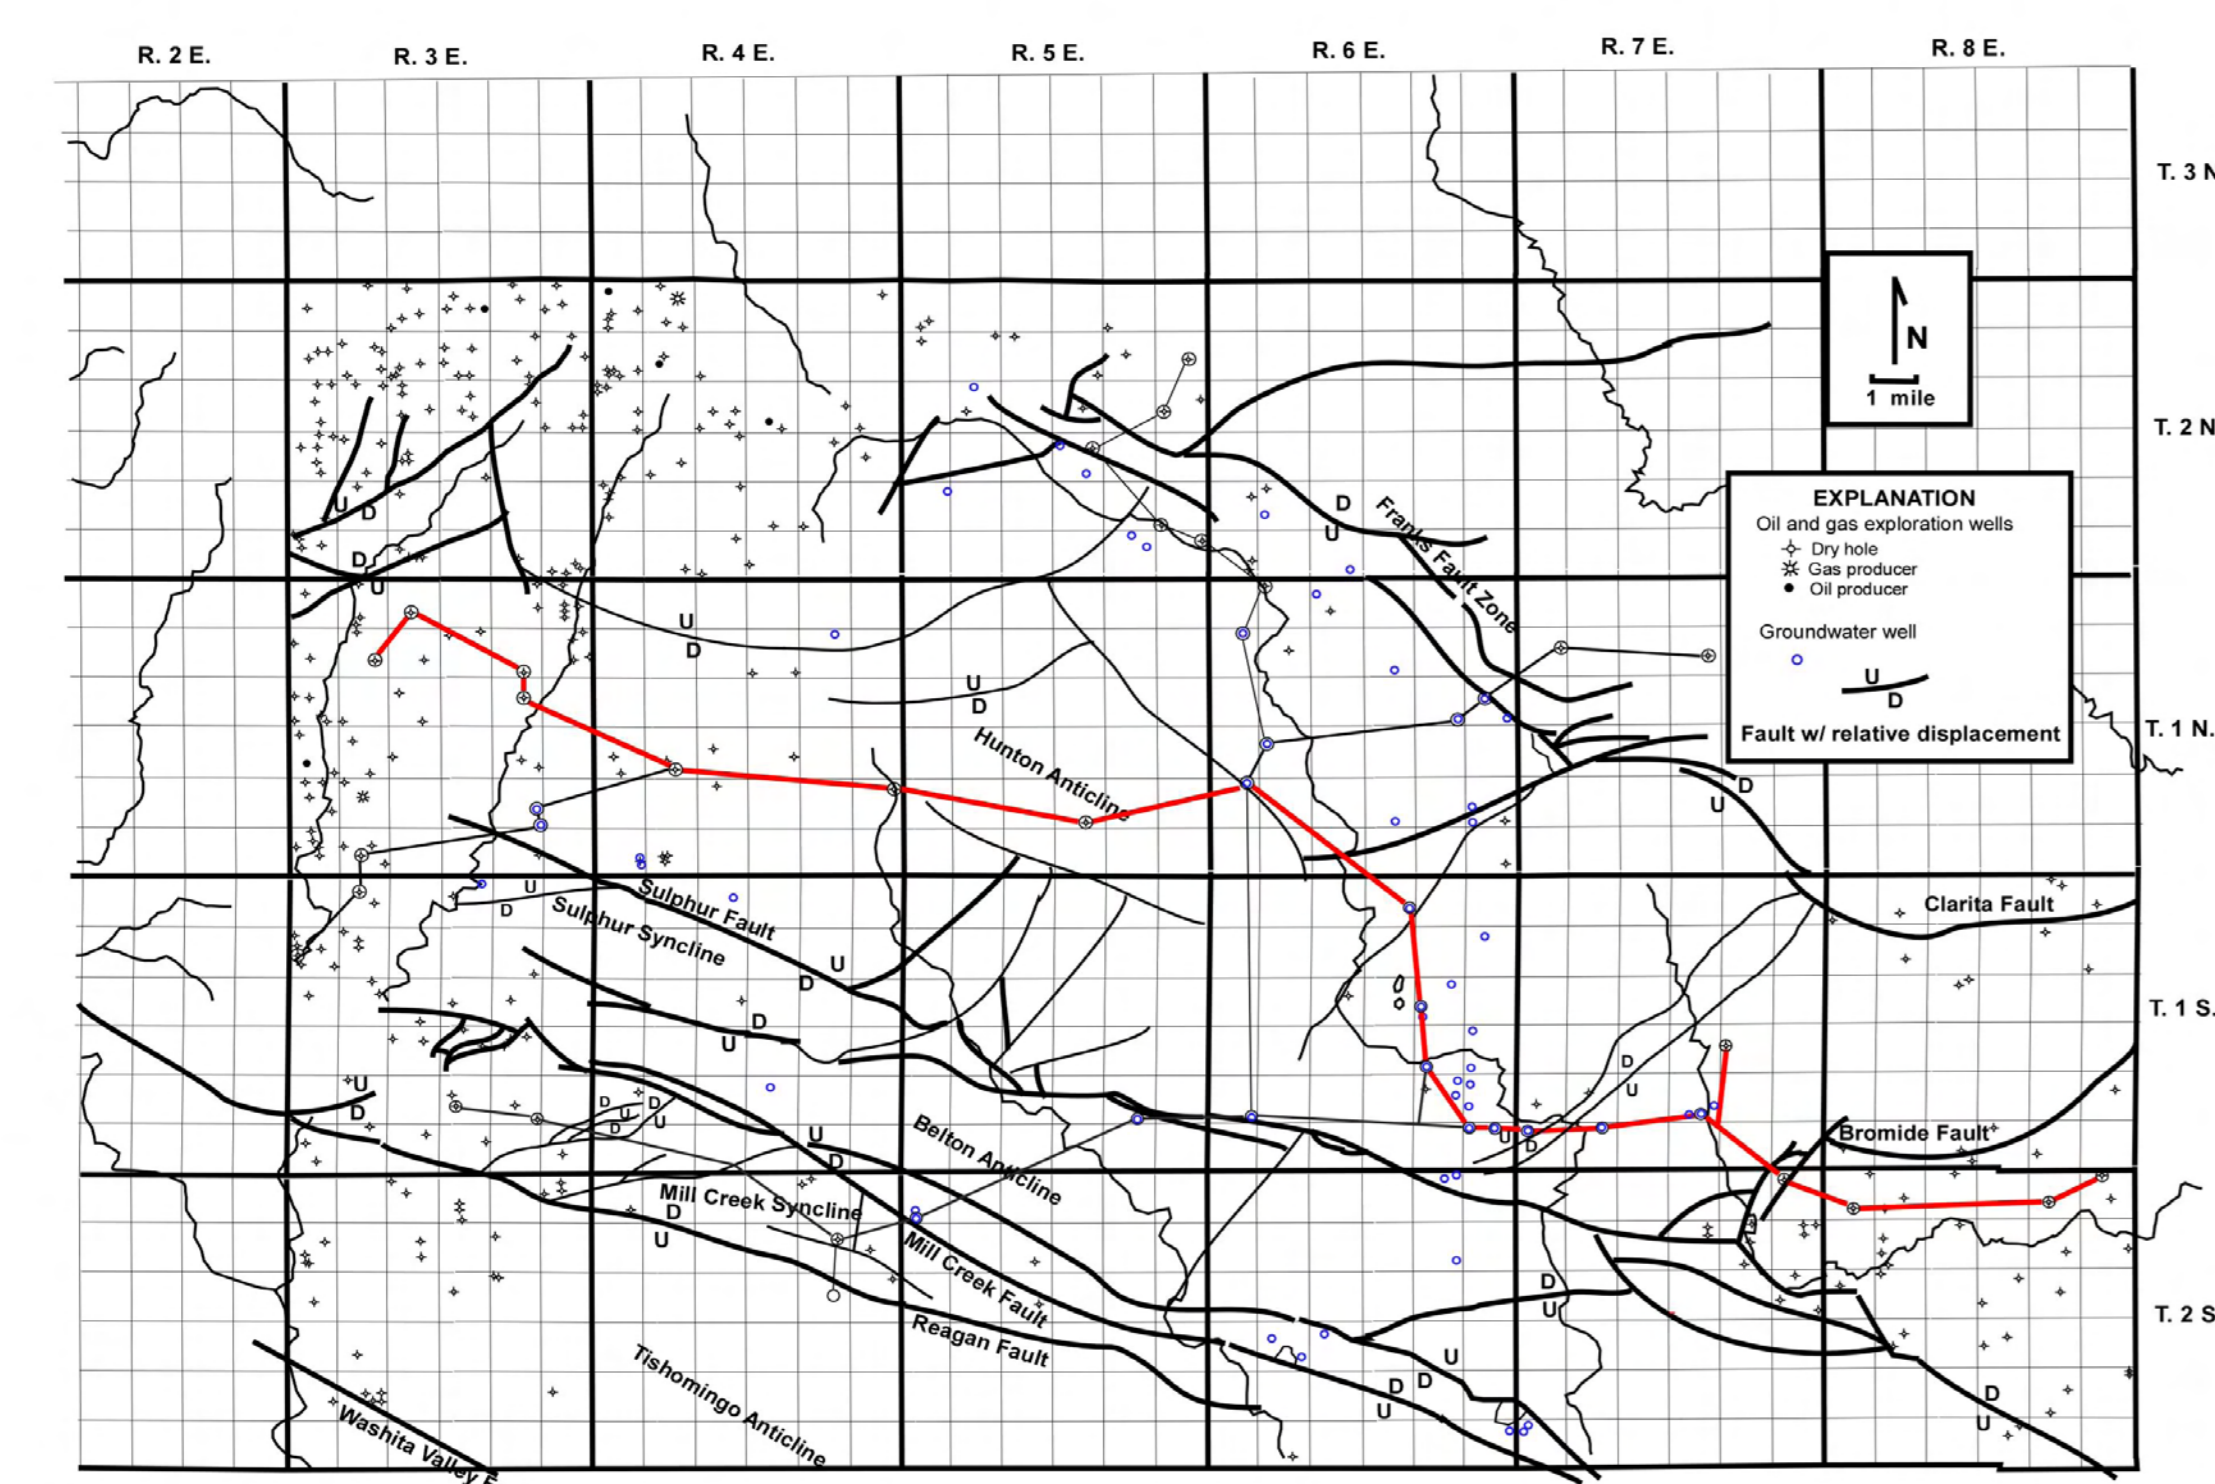 R. 2 E.
R. 3 E.
R. 4 E.
R. 5 E.
R. 6 E.
R. 7 E.
R. 8 E.
T. 3 N
N
1 mile
T. 2 N
EXPLANATION
Oil and gas exploration wells
Dry hole
Gas producer
Oil producer
Groundwater well
U
D
Fault w/ relative displacement
U
D
D
U
D
U
Franks Fault Zone
U
D
U
D
T. 1 N.
Hunton Anticline
D
U
Sulphur Fault
U
D
Sulphur Syncline
Clarita Fault
U
D
T. 1 S.
D
U
D
U
U
D
D
D
U
U
D
U
D
U
D
Belton Anticline
Bromide Fault
Mill Creek Syncline
D
U
Mill Creek Fault
D
U
T. 2 S
Reagan Fault
Tishomingo Anticline
U
D
D
U
D
U
Washita Valley F